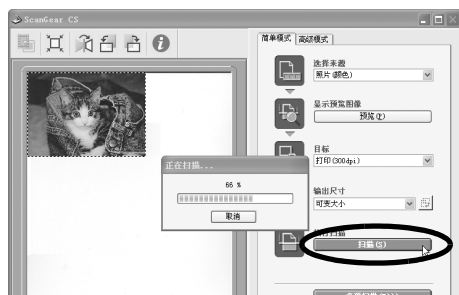 ScanGear CS
简单模式
高级模式
选择来源
照片(颜色)
显示预览图像
预览(P)
目标
打印(300dpi)
正在扫描...
66 %
取消
输出尺寸
可变大小
扫描(S)